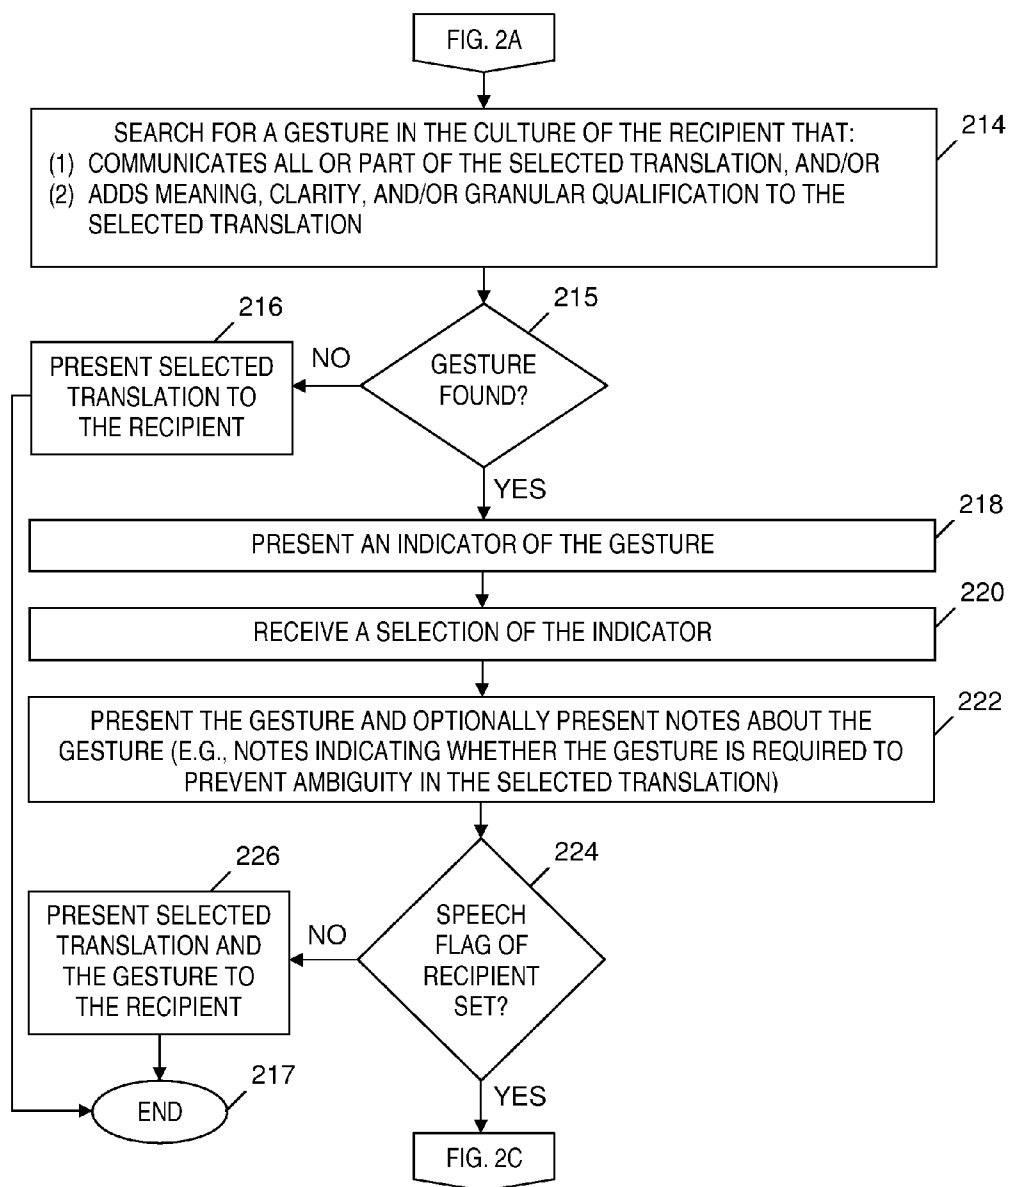 FIG. 2A
SEARCH FOR A GESTURE IN THE CULTURE OF THE RECIPIENT THAT:
(1) COMMUNICATES ALL OR PART OF THE SELECTED TRANSLATION, AND/OR
(2) ADDS MEANING, CLARITY, AND/OR GRANULAR QUALIFICATION TO THE
SELECTED TRANSLATION
214
215
GESTURE
FOUND?
NO
216
PRESENT SELECTED
TRANSLATION TO
THE RECIPIENT
YES
218
PRESENT AN INDICATOR OF THE GESTURE
220
RECEIVE A SELECTION OF THE INDICATOR
222
PRESENT THE GESTURE AND OPTIONALLY PRESENT NOTES ABOUT THE
GESTURE (E.G., NOTES INDICATING WHETHER THE GESTURE IS REQUIRED TO
PREVENT AMBIGUITY IN THE SELECTED TRANSLATION)
224
SPEECH
FLAG OF
RECIPIENT
SET?
NO
226
PRESENT SELECTED
TRANSLATION AND
THE GESTURE TO
THE RECIPIENT
217
END
YES
FIG. 2C